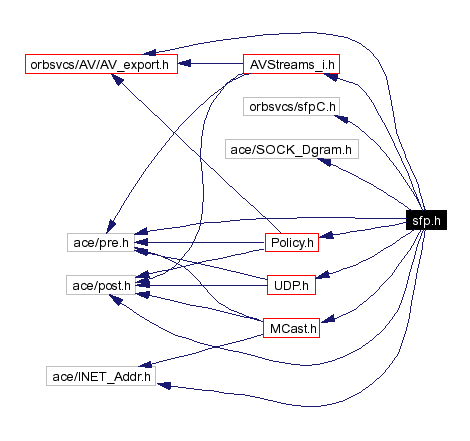 orbsvcs/AV/AV_export.h
AVStreams_i.h
orbsvcs/sfpC.h
ace/SOCK_Dgram.h
sfp.h
ace/pre.h
Policy.h
ace/post.h
UDP.h
MCast.h
ace/INET_Addr.h